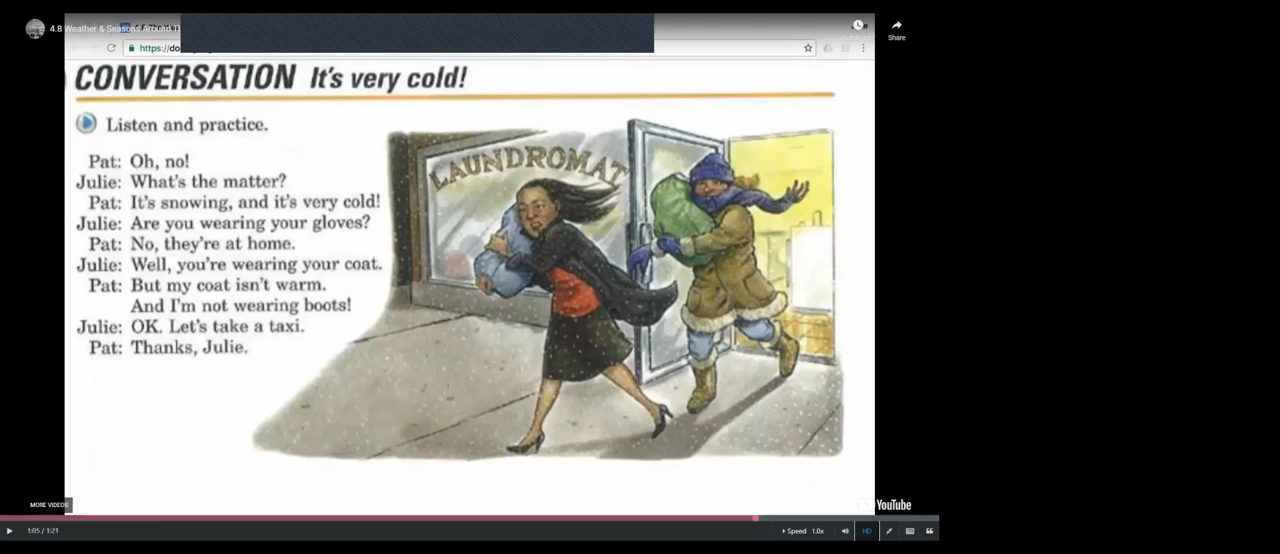 4.8 Weather & Seasons Around T
https://do
Share
CONVERSATION It's very cold!
Listen and practice.
Pat: Oh, no!
Julie: What's the matter?
Pat: It's snowing, and it's very cold!
Julie: Are you wearing your gloves?
Pat: No, they're at home.
Julie: Well, you're wearing your coat.
Pat: But my coat isn't warm.
And I'm not wearing boots!
Julie: OK. Let's take a taxi.
Pat: Thanks, Julie.
LAUNDROMAT
MORE VIDEOS
YouTube
1:05 / 1:21
Speed 1.0x
HD